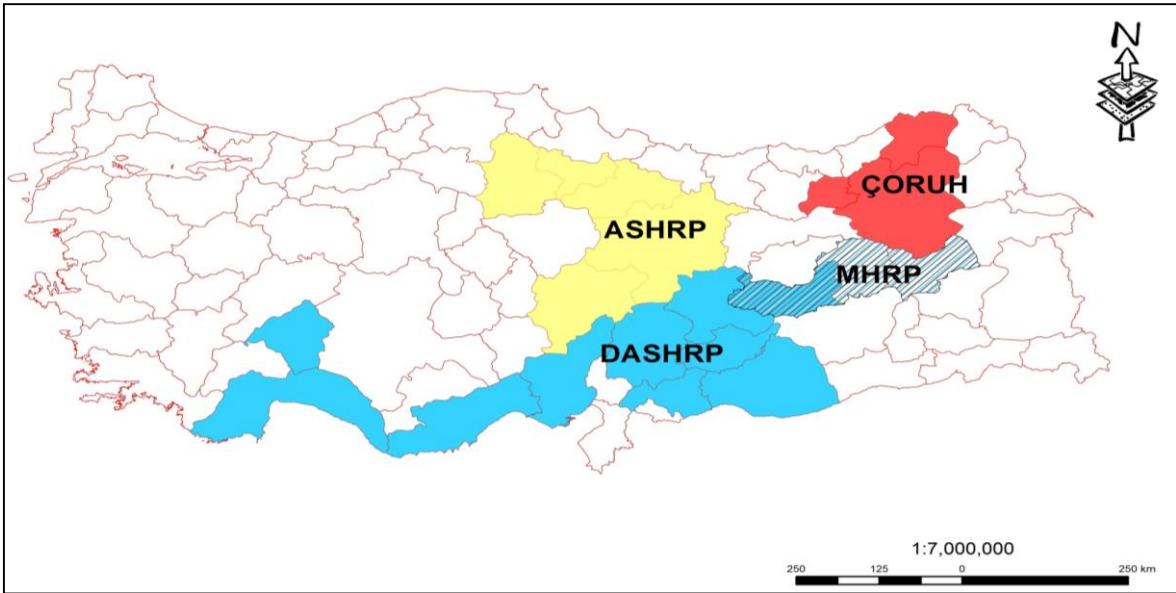 N
ÇORUH
ASHRP
MHRP
DASHRP
1:7,000,000
250 125 0 250 km